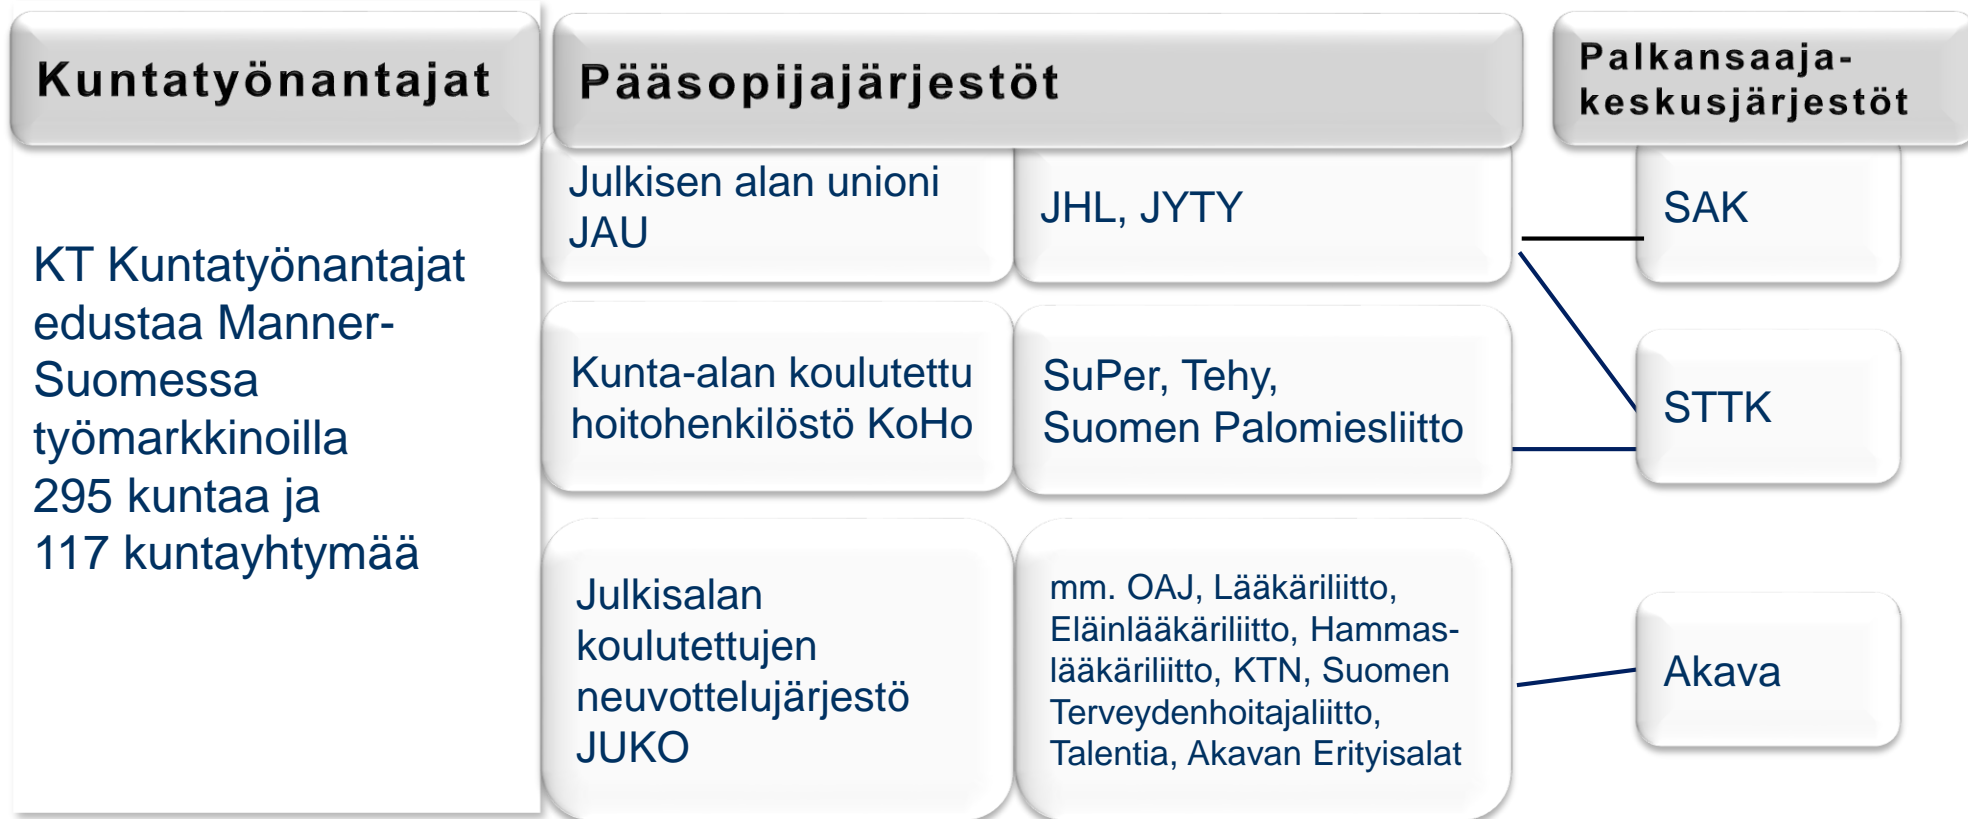 Kuntatyönantajat
KT Kuntatyönantajat
edustaa Manner-
Suomessa
työmarkkinoilla
295 kuntaa ja
117 kuntayhtymää
Pääsopijajärjestöt
Julkisen alan unioni
JAU
JHL, JYTY
Kunta-alan koulutettu
hoitohenkilöstö KoHo
SuPer, Tehy,
Suomen Palomiesliitto
Julkisalan
koulutettujen
neuvottelujärjestö
JUKO
mm. OAJ, Lääkäriliitto,
Eläinlääkäriliitto, Hammas-
lääkäriliitto, KTN, Suomen
Terveydenhoitajaliitto,
Talentia, Akavan Erityisalat
Palkansaaja-
keskusjärjestöt
SAK
STTK
Akava